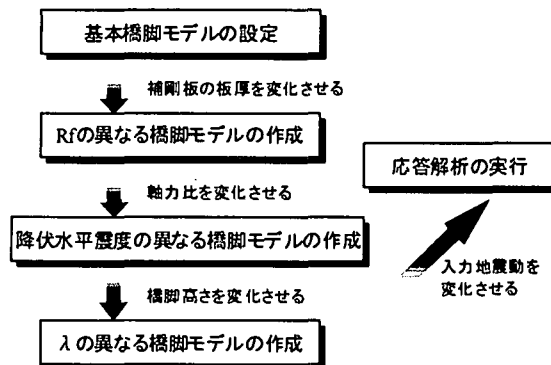 基本橋脚モデルの設定
補剛板の板厚を変化させる
Rfの異なる橋脚モデルの作成
軸力比を変化させる
降伏水平震度の異なる橋脚モデルの作成
橋脚高さを変化させる
λの異なる橋脚モデルの作成
応答解析の実行
入力地震動を
変化させる